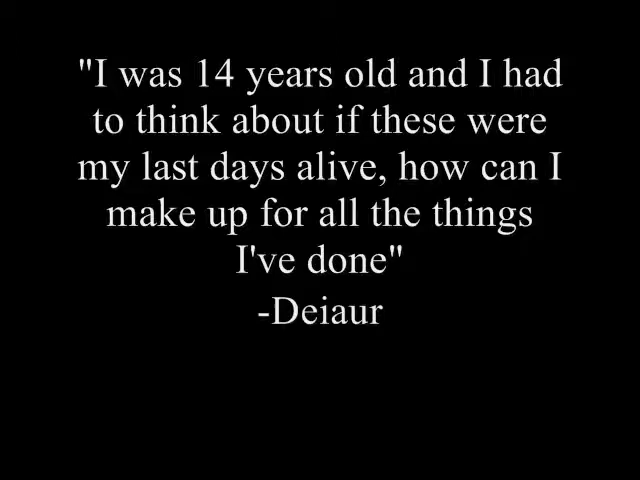 "I was 14 years old and I had
to think about if these were
my last days alive, how can I
make up for all the things
I've done"
-Deiaur